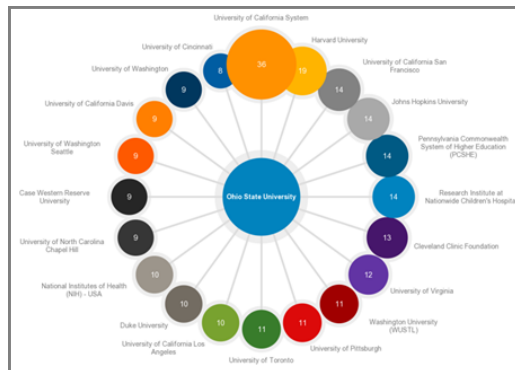 University of California System
36
Harvard University
19
University of California San
Francisco
14
Johns Hopkins University
14
Pennsylvania Commonwealth
System of Higher Education
(PCSHE)
14
Research Institute at
Nationwide Children's Hospital
14
Cleveland Clinic Foundation
13
University of Virginia
12
Washington University
(WUSTL)
11
University of Pittsburgh
11
University of Toronto
11
University of California Los
Angeles
10
Duke University
10
National Institutes of Health
(NIH) - USA
10
University of North Carolina
Chapel Hill
9
Case Western Reserve
University
9
University of Washington
Seattle
9
University of California Davis
9
University of Washington
9
University of Cincinnati
8
Ohio State University